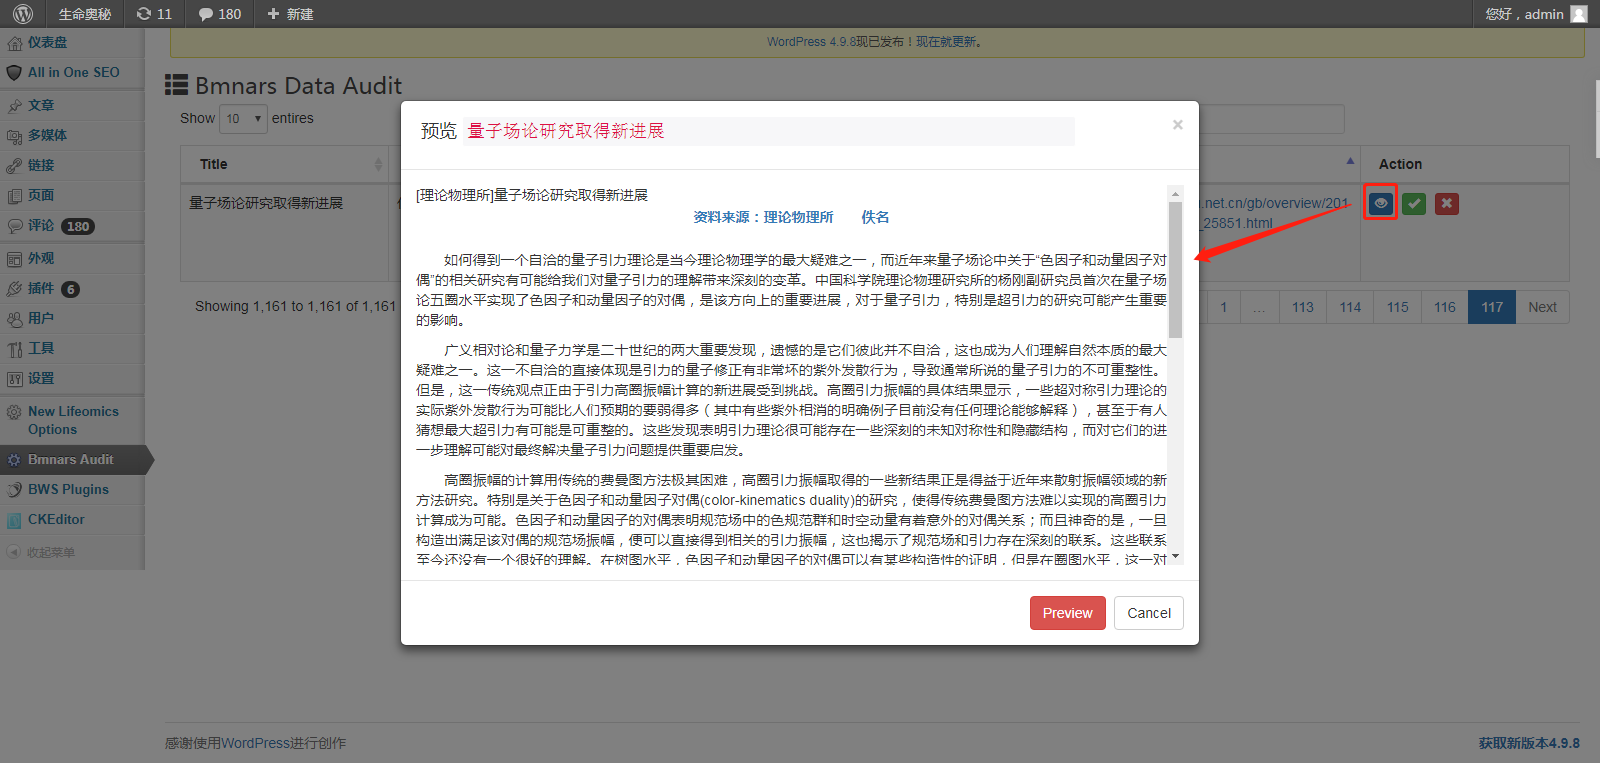 生命奥秘 11 180 新建 您好，admin
仪表盘
All in One SEO
文章
多媒体
链接
页面
评论 180
外观
插件 6
用户
工具
设置
New Lifeomics
Options
Bmnars Audit
BWS Plugins
CKEditor
收起菜单
WordPress 4.9.8现已发布！现在就更新。
Bmnars Data Audit
Show 10 entires
Title Action
量子场论研究取得新进展
.net.cn/gb/overview/201
_25851.html
Showing 1,161 to 1,161 of 1,161
1 … 113 114 115 116 117 Next
预览 量子场论研究取得新进展 ×
[理论物理所]量子场论研究取得新进展
资料来源：理论物理所 佚名
如何得到一个自洽的量子引力理论是当今理论物理学的最大疑难之一，而近年来量子场论中关于“色因子和动量因子对
偶”的相关研究有可能给我们对量子引力的理解带来深刻的变革。中国科学院理论物理研究所的杨刚副研究员首次在量子场
论五圈水平实现了色因子和动量因子的对偶，是该方向上的重要进展，对于量子引力，特别是超引力的研究可能产生重要
的影响。
广义相对论和量子力学是二十世纪的两大重要发现，遗憾的是它们彼此并不自洽，这也成为人们理解自然本质的最大
疑难之一。这一不自洽的直接体现是引力的量子修正有非常坏的紫外发散行为，导致通常所说的量子引力的不可重整性。
但是，这一传统观点正由于引力高圈振幅计算的新进展受到挑战。高圈引力振幅的具体结果显示，一些超对称引力理论的
实际紫外发散行为可能比人们预期的要弱得多（其中有些紫外相消的明确例子目前没有任何理论能够解释），甚至于有人
猜想最大超引力有可能是可重整的。这些发现表明引力理论很可能存在一些深刻的未知对称性和隐藏结构，而对它们的进
一步理解可能对最终解决量子引力问题提供重要启发。
高圈振幅的计算用传统的费曼图方法极其困难，高圈引力振幅取得的一些新结果正是得益于近年来散射振幅领域的新
方法研究。特别是关于色因子和动量因子对偶(color-kinematics duality)的研究，使得传统费曼图方法难以实现的高圈引力
计算成为可能。色因子和动量因子的对偶表明规范场中的色规范群和时空动量有着意外的对偶关系；而且神奇的是，一旦
构造出满足该对偶的规范场振幅，便可以直接得到相关的引力振幅，这也揭示了规范场和引力存在深刻的联系。这些联系
至今还没有一个很好的理解。在树图水平，色因子和动量因子的对偶可以有某些构造性的证明，但是在圈图水平，这一对
Preview Cancel
感谢使用WordPress进行创作 获取新版本4.9.8